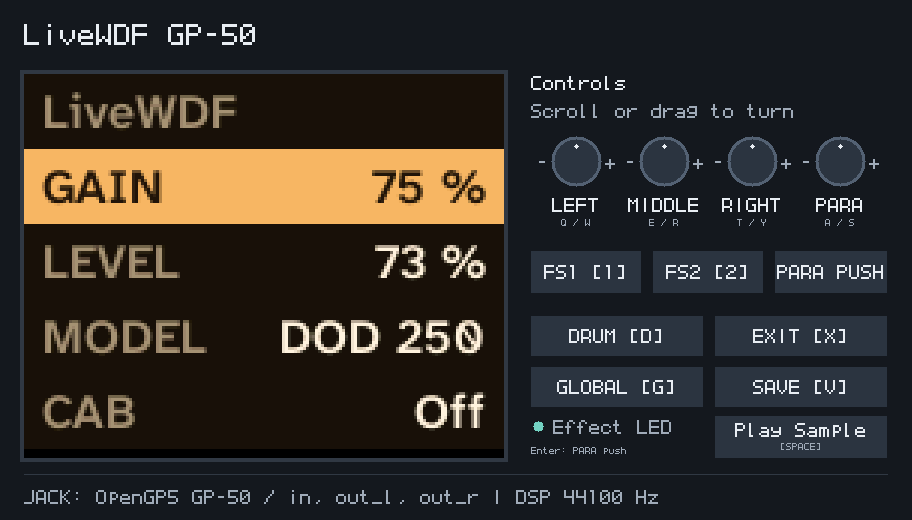 LiveWDF GP-50
LiveWDF
GAIN 75 %
LEVEL 73 %
MODEL DOD 250
CAB Off
Controls
Scroll or drag to turn
- + - + - + - +
LEFT MIDDLE RIGHT PARA
Q / W E / R T / Y A / S
FS1 [1] FS2 [2] PARA PUSH
DRUM [D] EXIT [X]
GLOBAL [G] SAVE [V]
Effect LED
Enter: PARA push
Play Sample
[SPACE]
JACK: OpenGP5 GP-50 / in, out_l, out_r | DSP 44100 Hz